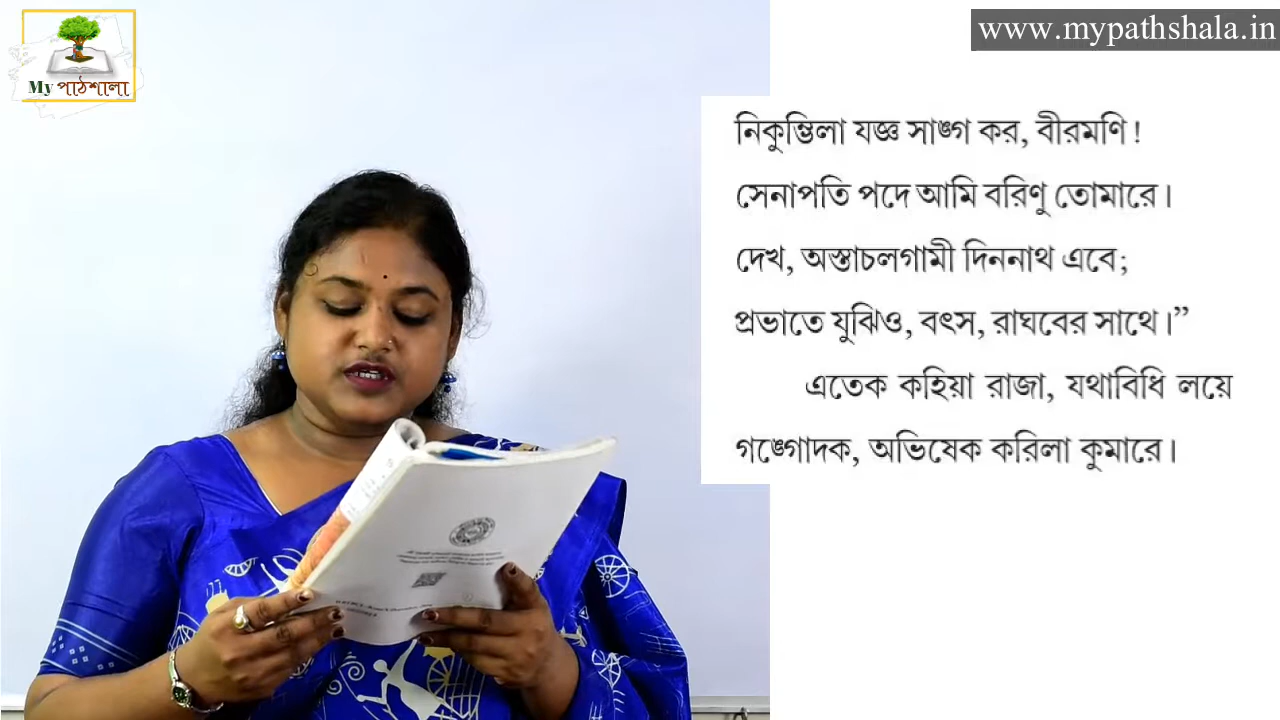 My পাঠশালা
www.mypathshala.in
নিকুম্ভিলা যজ্ঞ সাঙ্গ কর, বীরমণি!
সেনাপতি পদে আমি বরিণু তোমারে।
দেখ, অস্তাচলগামী দিননাথ এবে;
প্রভাতে যুঝিও, বৎস, রাঘবের সাথে।”
এতেক কহিয়া রাজা, যথাবিধি লয়ে
গঙ্গোদক, অভিষেক করিলা কুমারে।